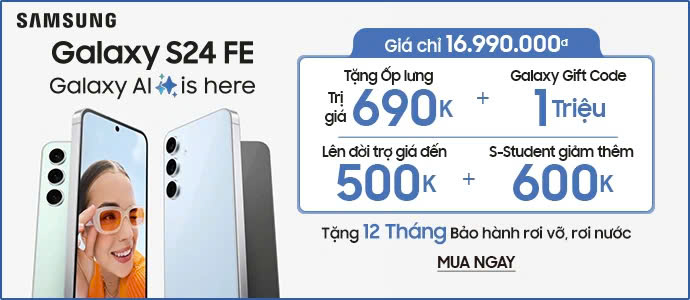 SAMSUNG
Galaxy S24 FE
Galaxy AI is here
Giá chỉ 16.990.000đ
Tặng Ốp lưng
Trị giá 690K
+
Galaxy Gift Code
1 Triệu
Lên đời trợ giá đến
500K
+
S-Student giảm thêm
600K
Tặng 12 Tháng Bảo hành rơi vỡ, rơi nước
MUA NGAY